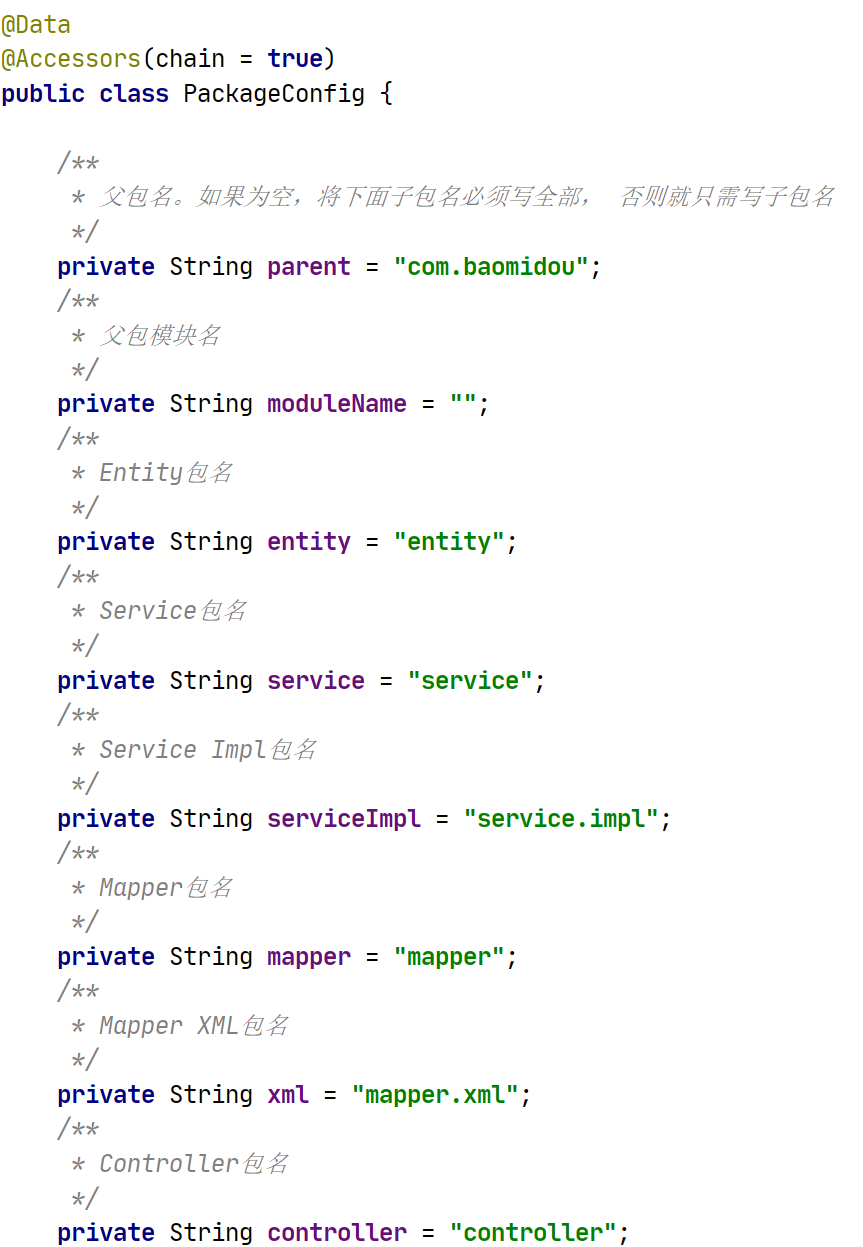 @Data
@Accessors(chain = true)
public class PackageConfig {
/**
* 父包名。如果为空，将下面子包名必须写全部， 否则就只需写子包名
*/
private String parent = "com.baomidou";
/**
* 父包模块名
*/
private String moduleName = "";
/**
* Entity包名
*/
private String entity = "entity";
/**
* Service包名
*/
private String service = "service";
/**
* Service Impl包名
*/
private String serviceImpl = "service.impl";
/**
* Mapper包名
*/
private String mapper = "mapper";
/**
* Mapper XML包名
*/
private String xml = "mapper.xml";
/**
* Controller包名
*/
private String controller = "controller";